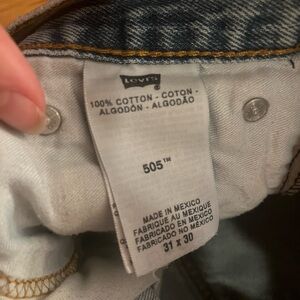 Levi's
100% COTTON - COTON -
ALGODÓN - ALGODÃO
505™
MADE IN MEXICO
FABRIQUE AU MEXIQUE
FABRICADO EN MÉXICO
FABRICADO NO MÉXICO
31 X 30